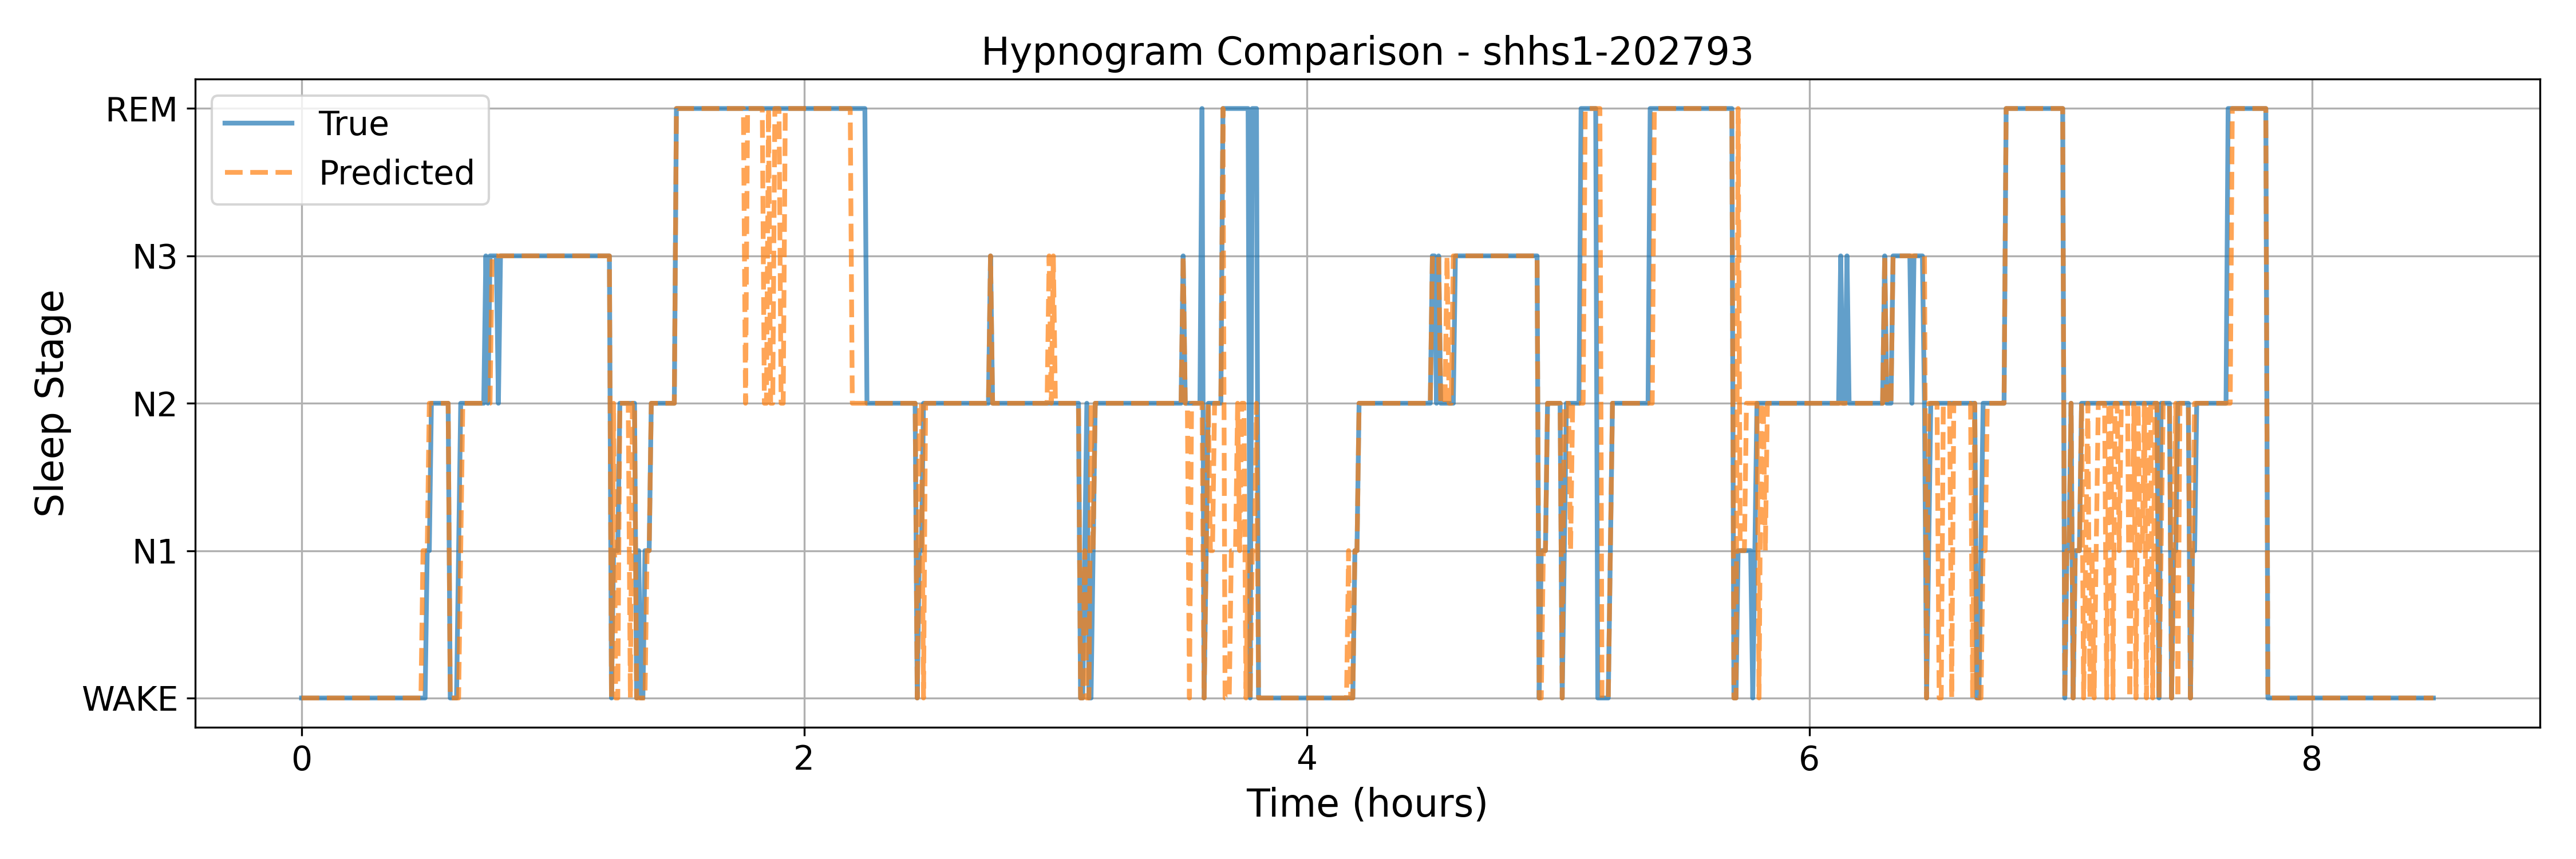 Hypnogram Comparison - shhs1-202793
True
Predicted
Sleep Stage
REM
N3
N2
N1
WAKE
0 2 4 6 8
Time (hours)